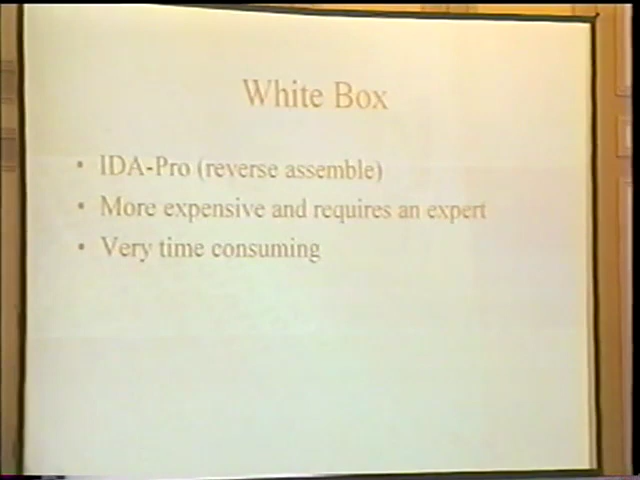 White Box
• IDA-Pro (reverse assemble)
• More expensive and requires an expert
• Very time consuming